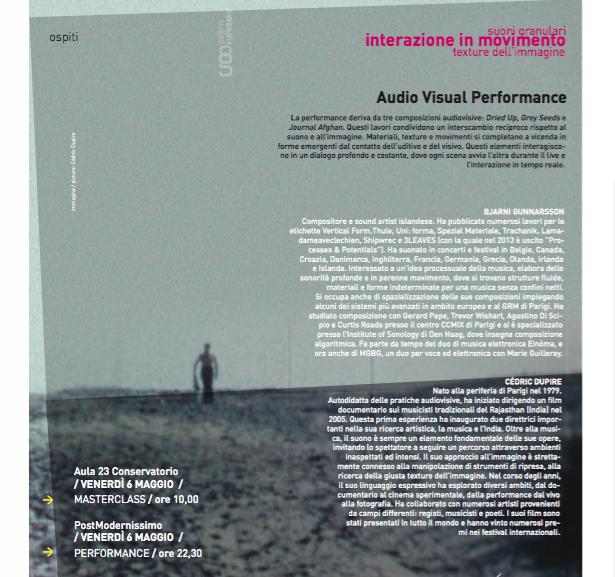 ospiti
suoni granulari
interazione in movimento
texture dell'immagine
Audio Visual Performance
La performance deriva da tre composizioni audiovisive: Dried Up, Grey Seeds e
Journal Afghan. Questi lavori condividono un interscambio reciproco rispetto al
suono e all'immagine. Materiali, texture e movimenti si completano a vicenda in
forme emergenti dal contatto dell'uditivo e del visivo. Questi elementi interagisco-
no in un dialogo profondo e costante, dove ogni scena avvia l'altra durante il live e
l'interazione in tempo reale.
immagine / picture: Cédric Dupire
BJARNI GUNNARSSON
Compositore e sound artist islandese. Ha pubblicato numerosi lavori per le
etichette Vertical Form,Thule, Uni: forma, Spezial Materiale, Trachanik, Lama-
dameaveclechien, Shipwrec e 3LEAVES (con la quale nel 2013 è uscito "Pro-
cesses & Potentials"). Ha suonato in concerti e festival in Belgio, Canada,
Croazia, Danimarca, Inghilterra, Francia, Germania, Grecia, Olanda, Irlanda
e Islanda. Interessato a un'idea processuale della musica, elabora delle
sonorità profonde e in perenne movimento, dove si trovano strutture fluide,
materiali e forme indeterminate per una musica senza confini netti.
Si occupa anche di spazializzazione delle sue composizioni impiegando
alcuni dei sistemi più avanzati in ambito europeo e al GRM di Parigi. Ha
studiato composizione con Gerard Pape, Trevor Wishart, Agostino Di Sci-
pio e Curtis Roads presso il centro CCMIX di Parigi e si è specializzato
presso l'Institute of Sonology di Den Haag, dove insegna composizione
algoritmica. Fa parte da tempo del duo di musica elettronica Einóma, e
ora anche di MGBG, un duo per voce ed elettronica con Marie Guilleray.
CÉDRIC DUPIRE
Nato alla periferia di Parigi nel 1979.
Autodidatta delle pratiche audiovisive, ha iniziato dirigendo un film
documentario sui musicisti tradizionali del Rajasthan (India) nel
2005. Questa prima esperienza ha inaugurato due direttrici impor-
tanti nella sua ricerca artistica, la musica e l'India. Oltre alla musi-
ca, il suono è sempre un elemento fondamentale delle sue opere,
invitando lo spettatore a seguire un percorso attraverso ambienti
inaspettati ed intensi. Il suo approccio all'immagine è stretta-
mente connesso alla manipolazione di strumenti di ripresa, alla
ricerca della giusta texture dell'immagine. Nel corso degli anni,
il suo linguaggio espressivo ha esplorato diversi ambiti, dal do-
cumentario al cinema sperimentale, dalla performance dal vivo
alla fotografia. Ha collaborato con numerosi artisti provenienti
da campi differenti: registi, musicisti e poeti. I suoi film sono
stati presentati in tutto il mondo e hanno vinto numerosi pre-
mi nei festival internazionali.
Aula 23 Conservatorio
/ VENERDÌ 6 MAGGIO /
MASTERCLASS / ore 10,00
PostModernissimo
/ VENERDÌ 6 MAGGIO /
PERFORMANCE / ore 22,30